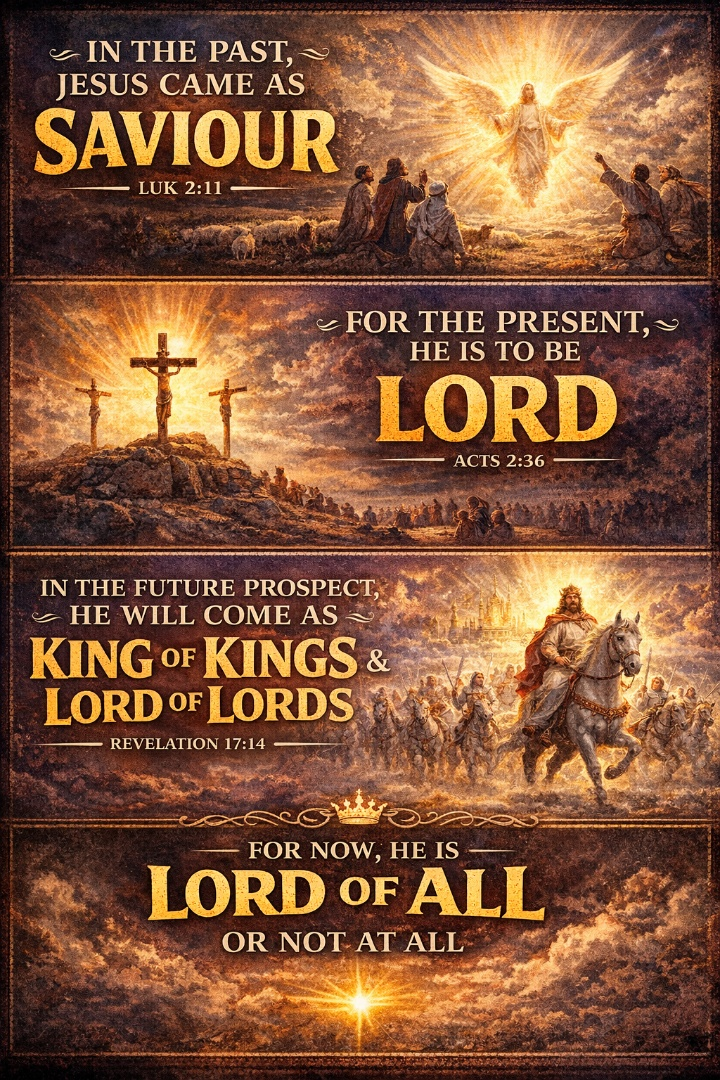 IN THE PAST,
JESUS CAME AS
SAVIOUR
LUK 2:11
FOR THE PRESENT,
HE IS TO BE
LORD
ACTS 2:36
IN THE FUTURE PROSPECT,
HE WILL COME AS
KING OF KINGS &
LORD OF LORDS
REVELATION 17:14
FOR NOW, HE IS
LORD OF ALL
OR NOT AT ALL